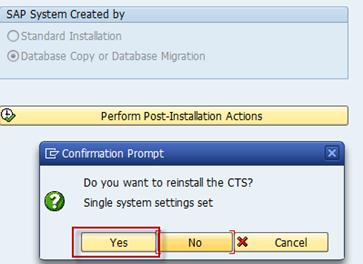 SAP System Created by
Standard Installation
Database Copy or Database Migration
Perform Post-Installation Actions
Confirmation Prompt
Do you want to reinstall the CTS?
Single system settings set
Yes No Cancel